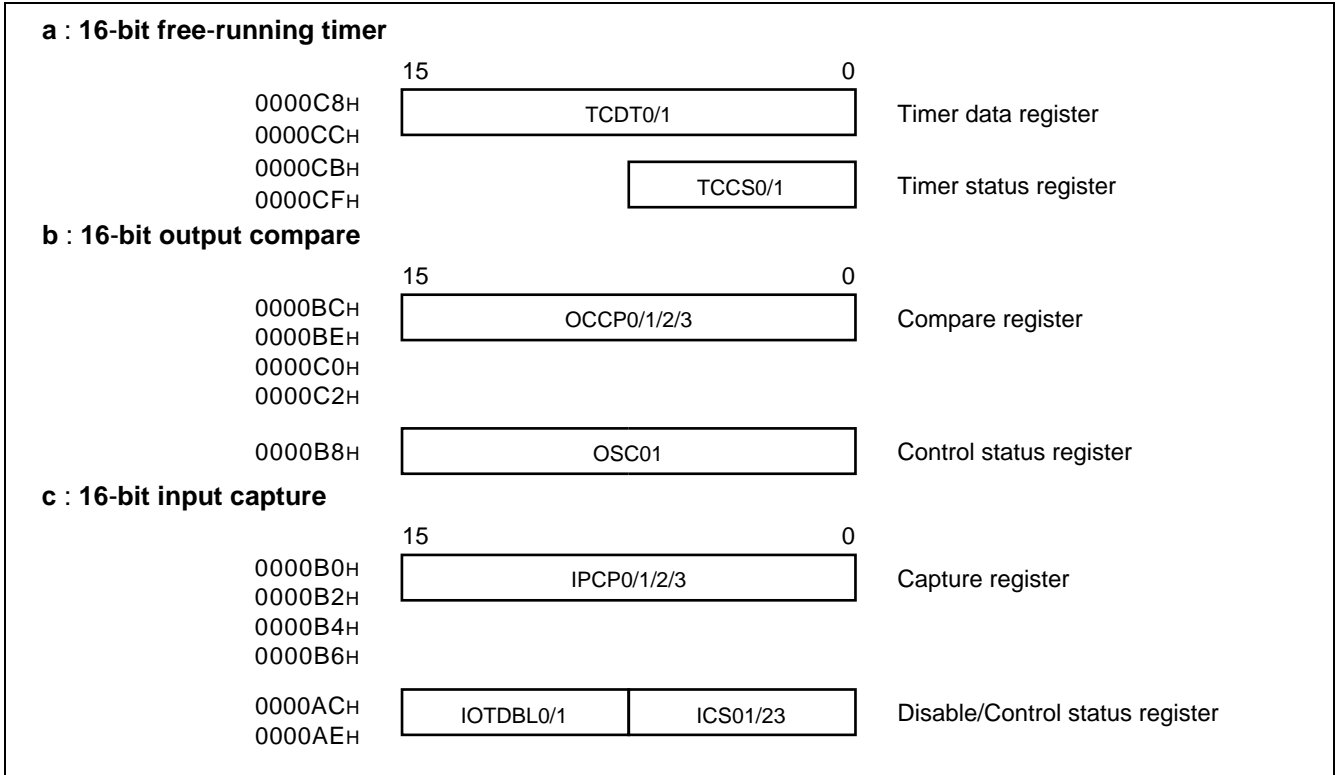 a : 16-bit free-running timer
15 0
0000C8H
TCDT0/1
Timer data register
0000CCH
0000CBH
TCCS0/1
Timer status register
0000CFH
b : 16-bit output compare
15 0
0000BCH
OCCP0/1/2/3
Compare register
0000BEH
0000C0H
0000C2H
0000B8H
OSC01
Control status register
c : 16-bit input capture
15 0
0000B0H
IPCP0/1/2/3
Capture register
0000B2H
0000B4H
0000B6H
0000ACH
IOTDBL0/1
ICS01/23
Disable/Control status register
0000AEH